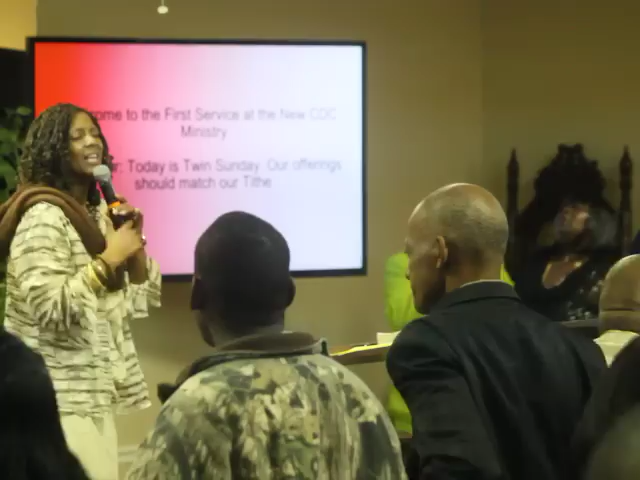 ome to the First Service at the New CDC
Ministry
r: Today is Twin Sunday. Our offerings
should match our Tithe